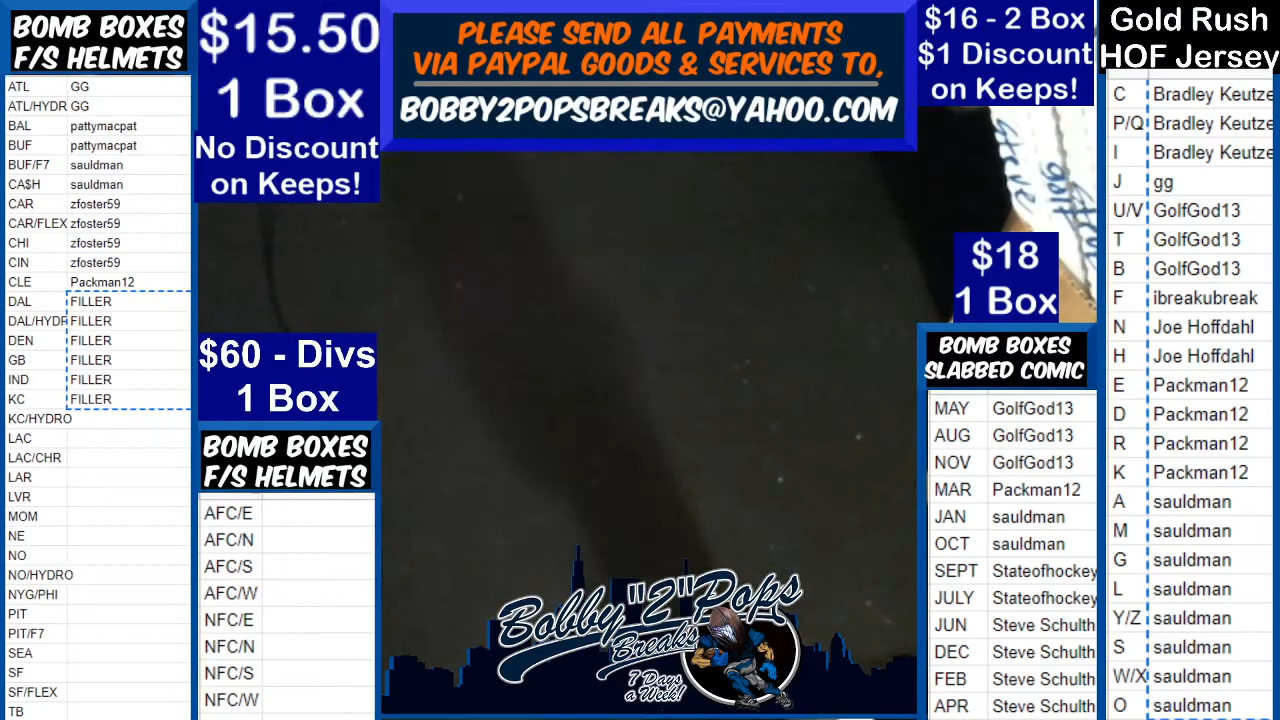 BOMB BOXES
F/S HELMETS
ATL GG
ATL/HYDR GG
BAL pattymacpat
BUF pattymacpat
BUF/F7 sauldman
CA$H sauldman
CAR zfoster59
CAR/FLEX zfoster59
CHI zfoster59
CIN zfoster59
CLE Packman12
DAL FILLER
DAL/HYDR FILLER
DEN FILLER
GB FILLER
IND FILLER
KC FILLER
KC/HYDRO
LAC
LAC/CHR
LAR
LVR
MOM
NE
NO
NO/HYDRO
NYG/PHI
PIT
PIT/F7
SEA
SF
SF/FLEX
TB
$15.50
1 Box
No Discount
on Keeps!
$60 - Divs
1 Box
BOMB BOXES
F/S HELMETS
AFC/E
AFC/N
AFC/S
AFC/W
NFC/E
NFC/N
NFC/S
NFC/W
PLEASE SEND ALL PAYMENTS
VIA PAYPAL GOODS & SERVICES TO,
BOBBY2POPSBREAKS@YAHOO.COM
Steve
Bobby "2" Pops
Breaks
7 Days
a Week!
$16 - 2 Box
$1 Discount
on Keeps!
$18
1 Box
BOMB BOXES
SLABBED COMIC
MAY GolfGod13
AUG GolfGod13
NOV GolfGod13
MAR Packman12
JAN sauldman
OCT sauldman
SEPT Stateofhockey
JULY Stateofhockey
JUN Steve Schulth
DEC Steve Schulth
FEB Steve Schulth
APR Steve Schulth
Gold Rush
HOF Jersey
C Bradley Keutze
P/Q Bradley Keutze
I Bradley Keutze
J gg
U/V GolfGod13
T GolfGod13
B GolfGod13
F ibreakubreak
N Joe Hoffdahl
H Joe Hoffdahl
E Packman12
D Packman12
R Packman12
K Packman12
A sauldman
M sauldman
G sauldman
L sauldman
Y/Z sauldman
S sauldman
W/X sauldman
O sauldman